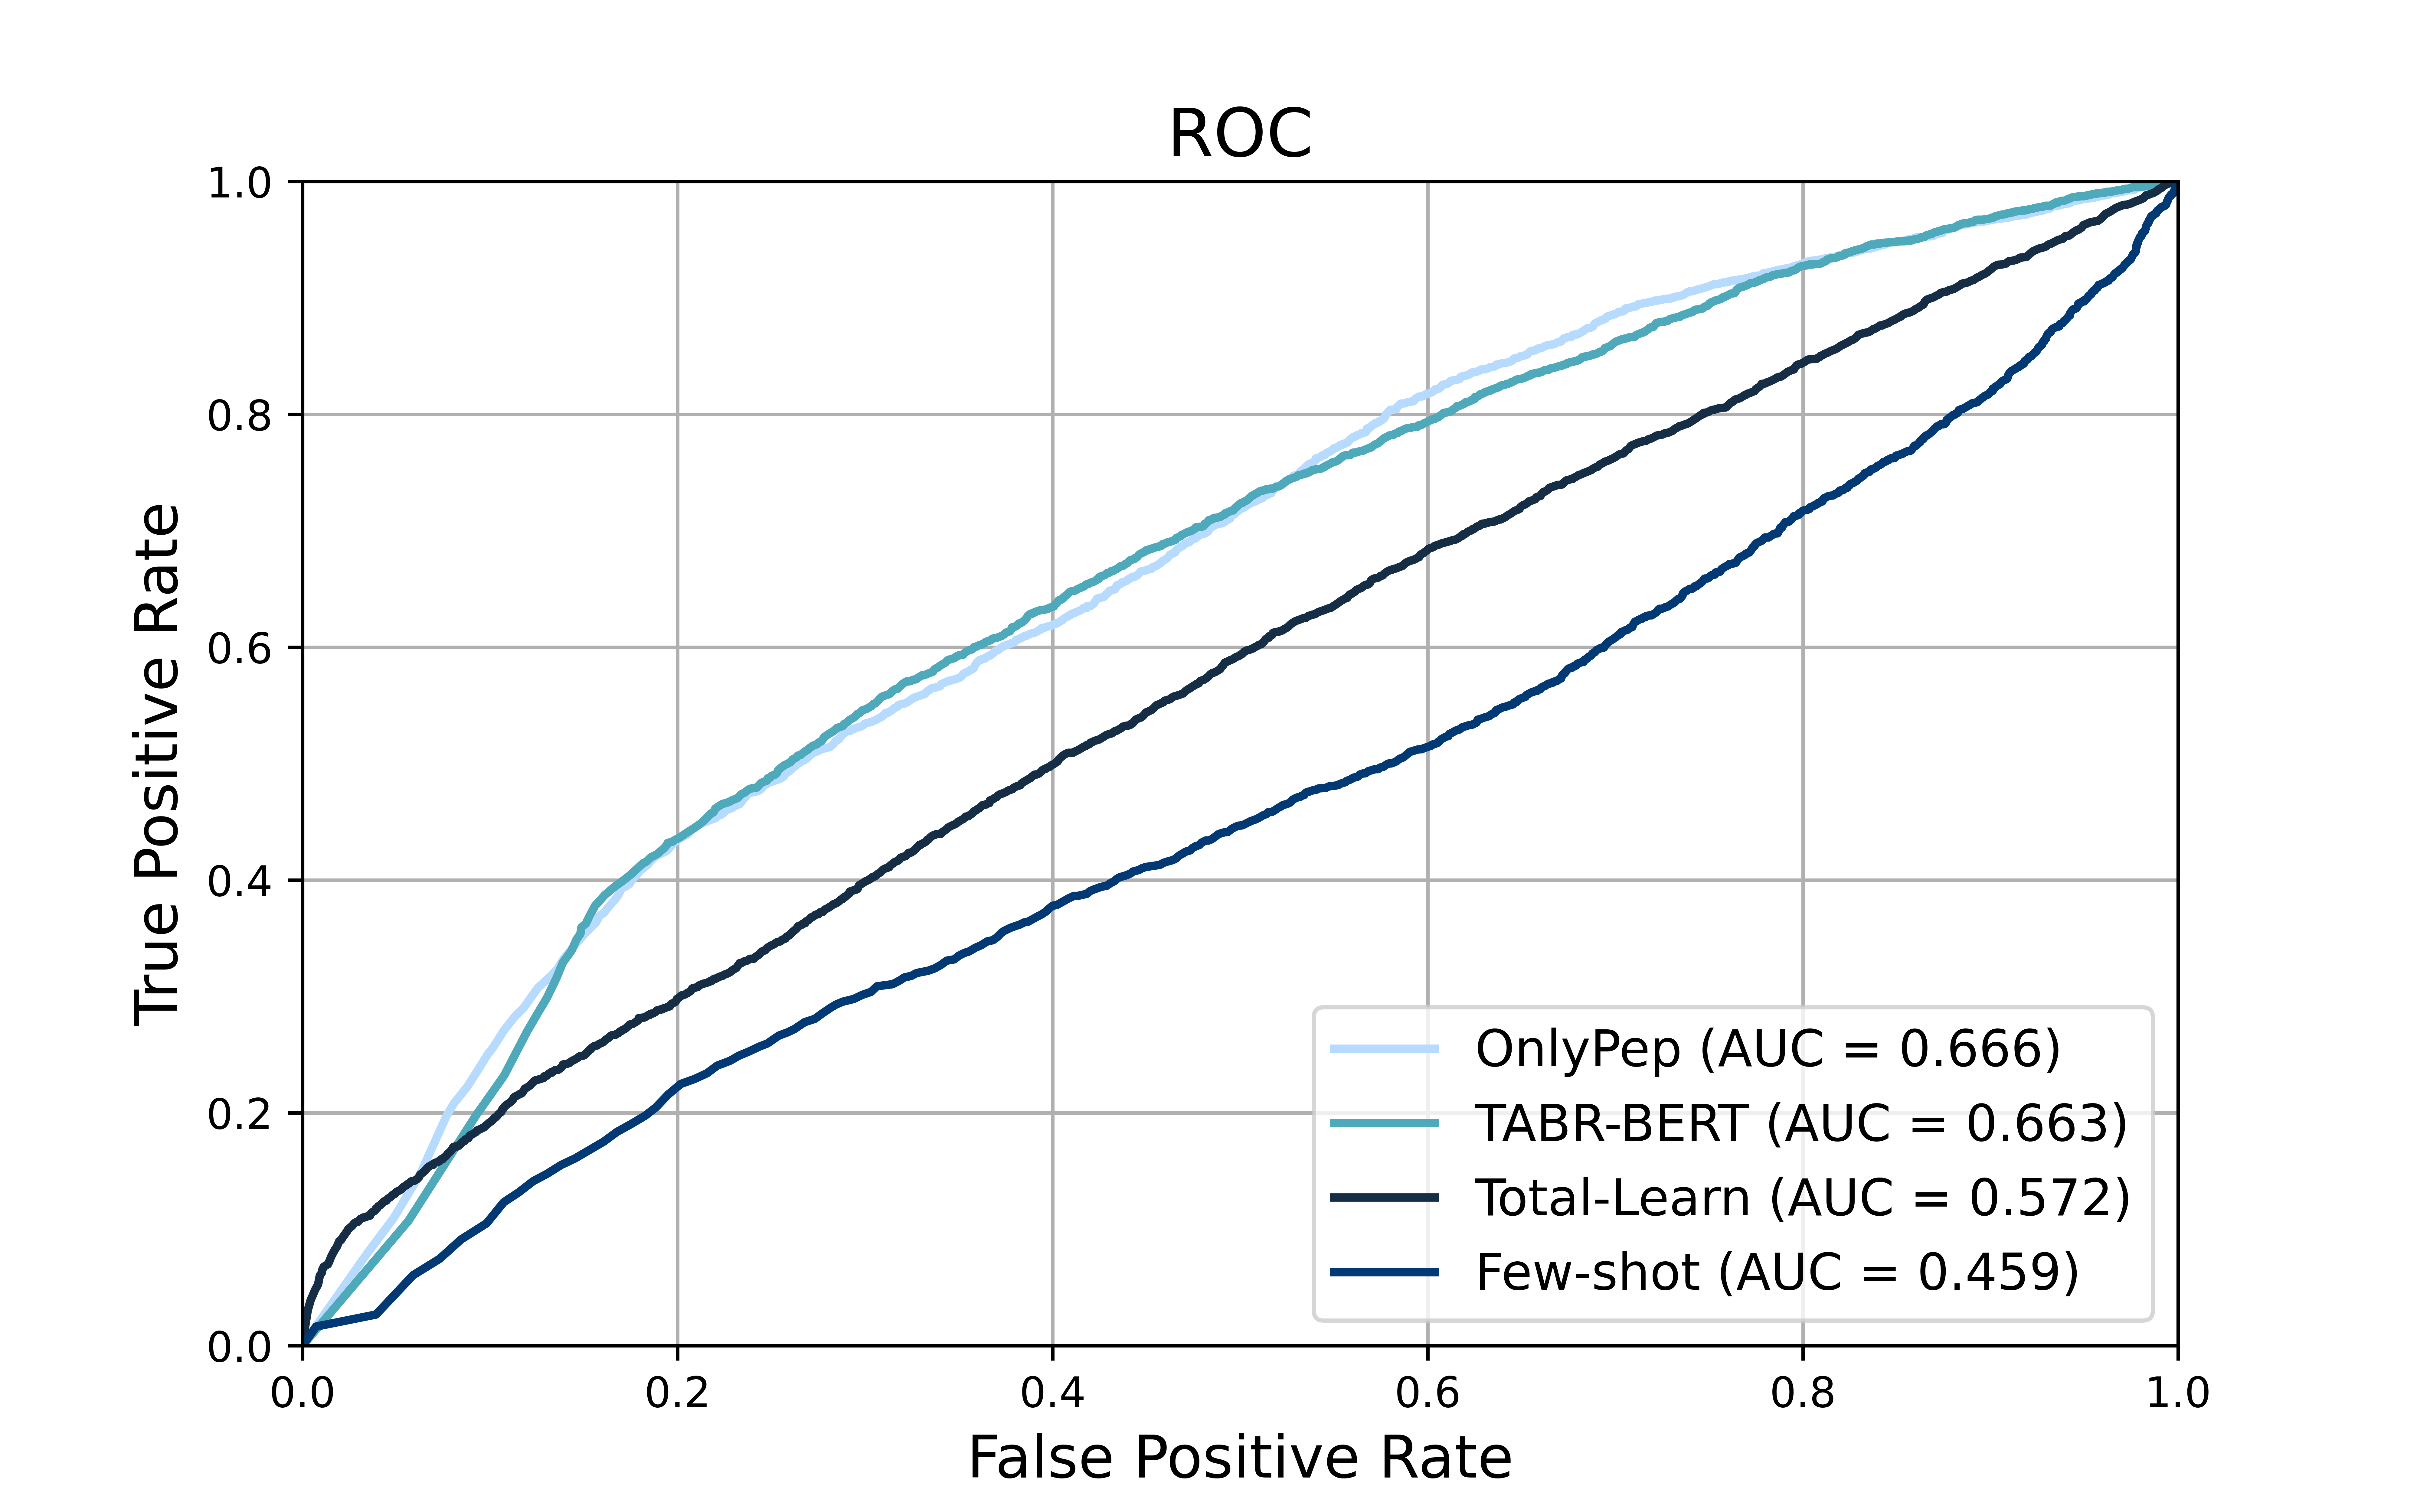 ROC
1.0
0.8
0.6
0.4
0.2
0.0
True Positive Rate
OnlyPep (AUC = 0.666)
TABR-BERT (AUC = 0.663)
Total-Learn (AUC = 0.572)
Few-shot (AUC = 0.459)
0.0 0.2 0.4 0.6 0.8 1.0
False Positive Rate